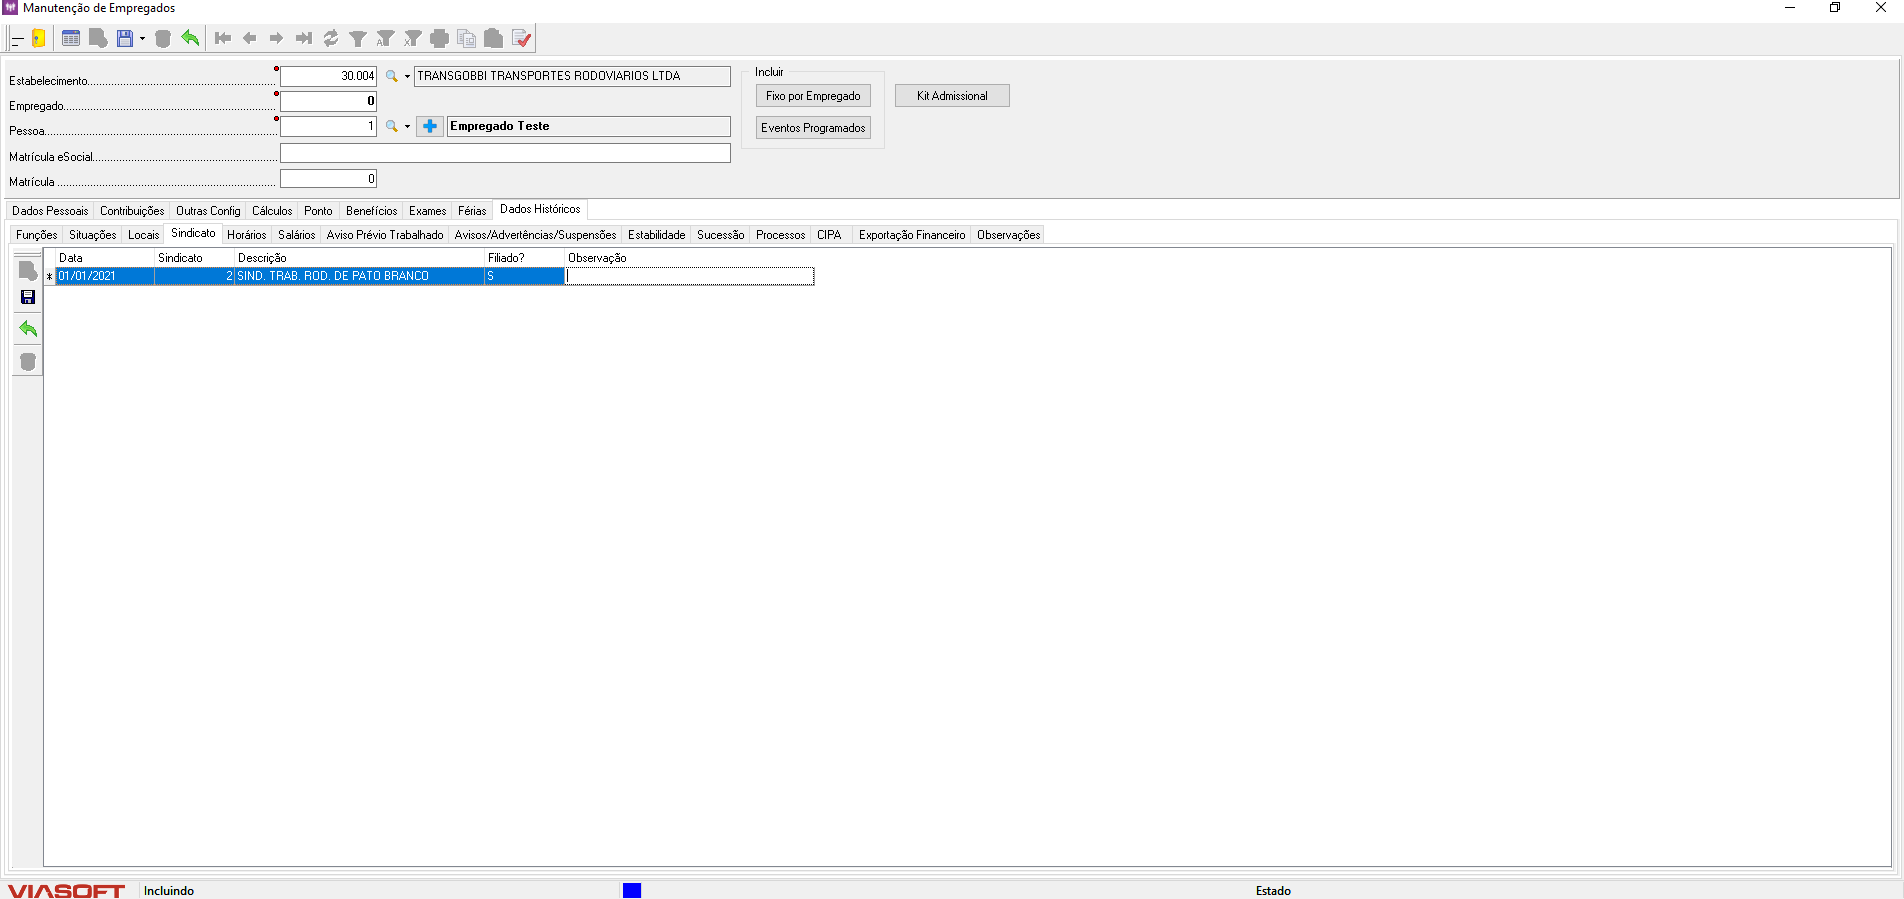 Manutenção de Empregados
Estabelecimento 30.004 TRANSGOBBI TRANSPORTES RODOVIARIOS LTDA
Empregado 0
Pessoa 1 Empregado Teste
Matrícula eSocial
Matrícula 0
Incluir
Fixo por Empregado
Eventos Programados
Kit Admissional
Dados Pessoais Contribuições Outras Config Cálculos Ponto Benefícios Exames Férias Dados Históricos
Funções Situações Locais Sindicato Horários Salários Aviso Prévio Trabalhado Avisos/Advertências/Suspensões Estabilidade Sucessão Processos CIPA Exportação Financeiro Observações
Data Sindicato Descrição Filiado? Observação
01/01/2021 2 SIND. TRAB. ROD. DE PATO BRANCO S
VIASOFT Incluindo Estado